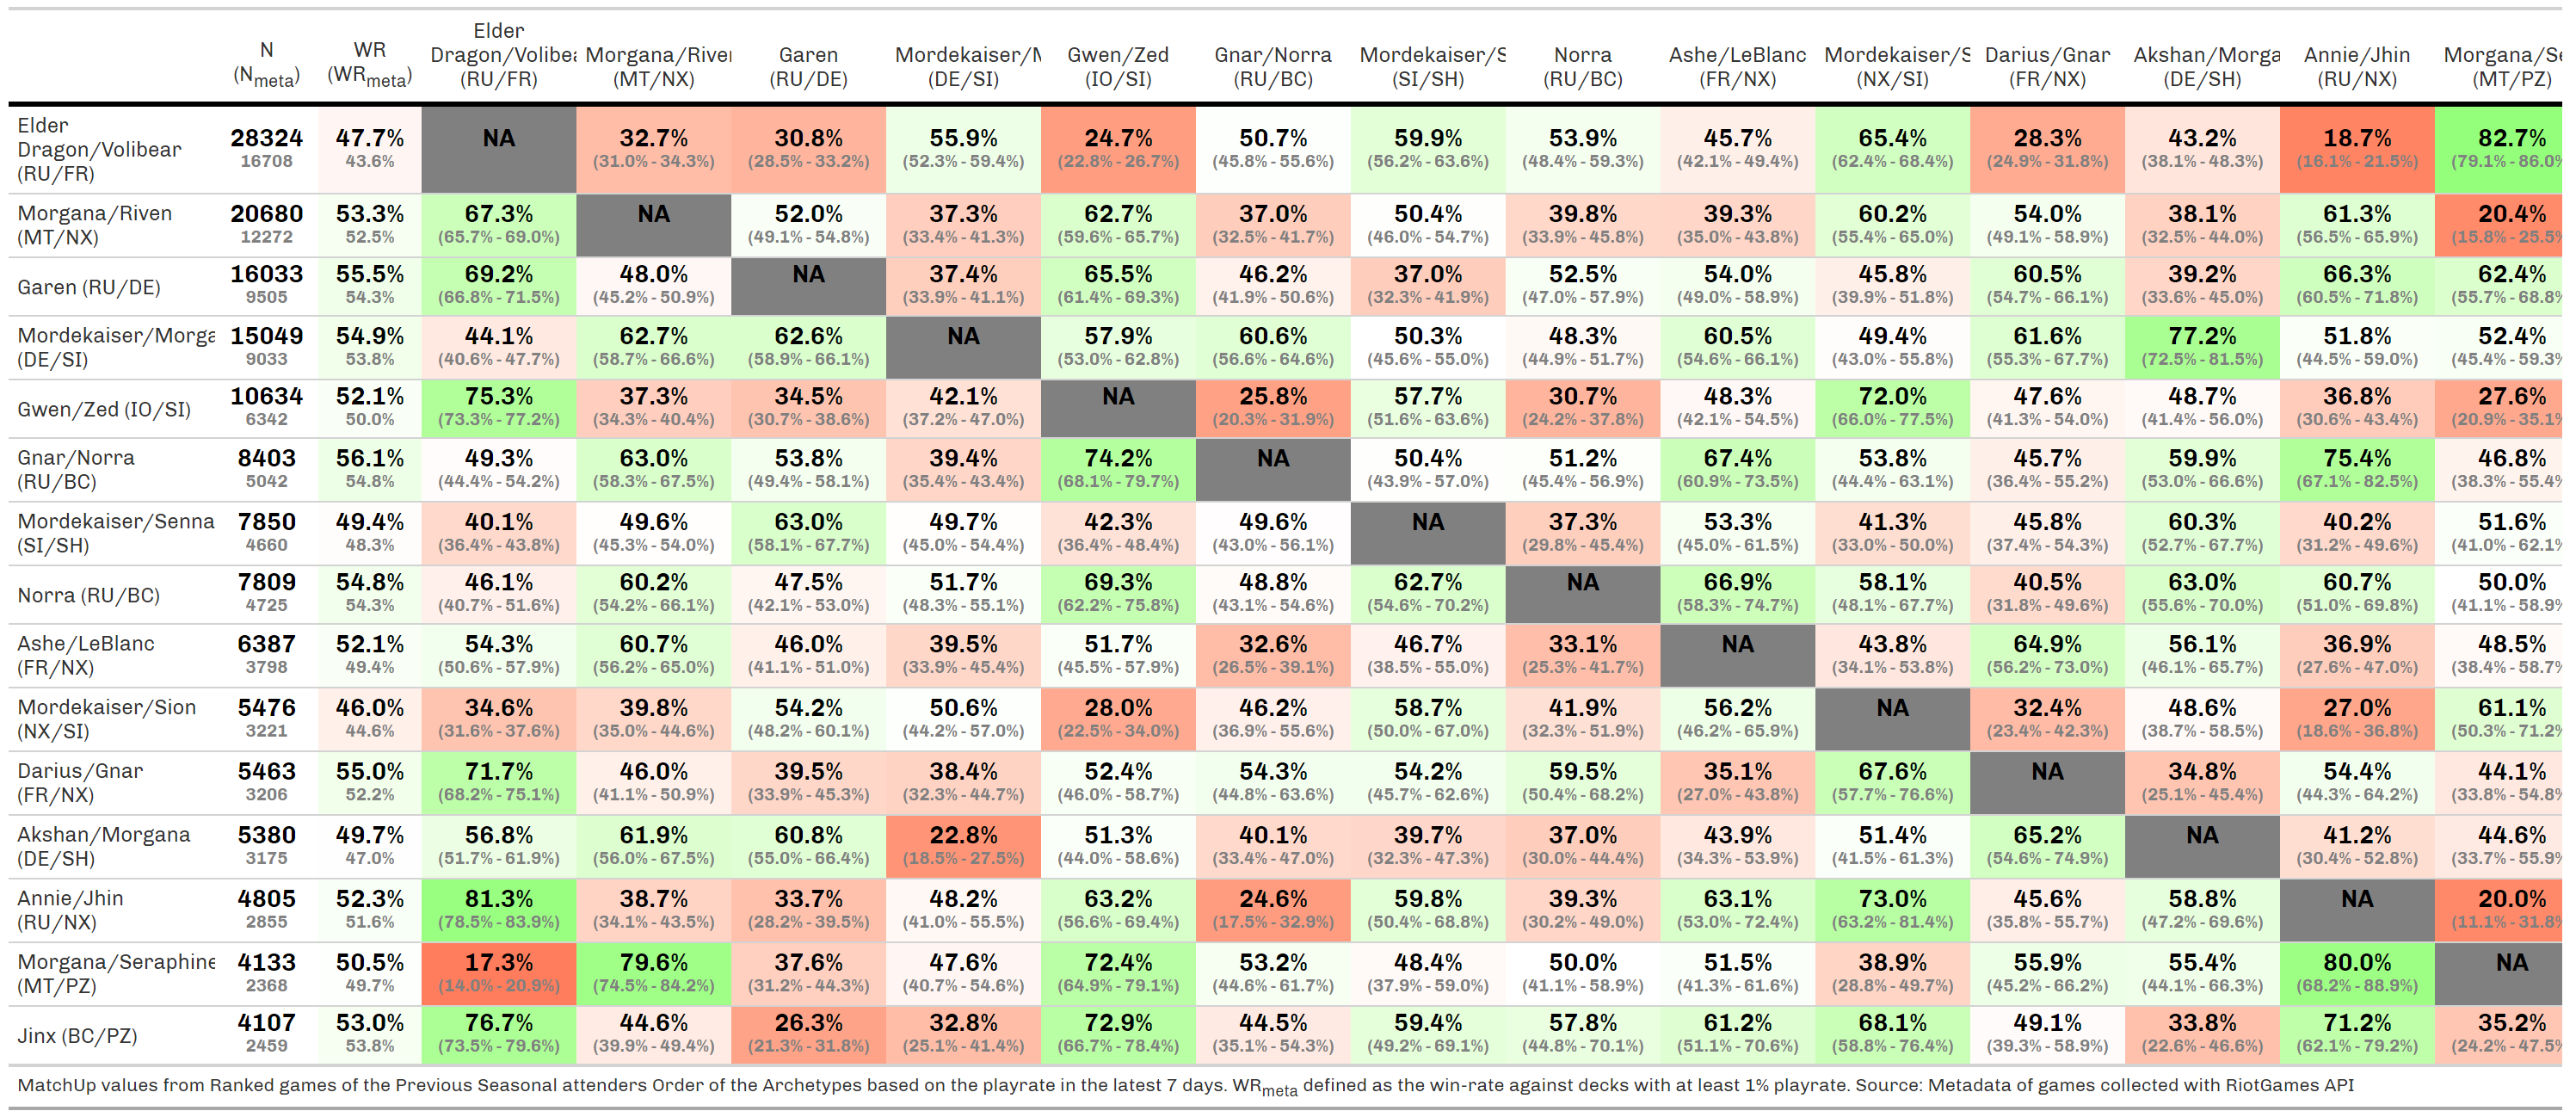 N WR Elder
(Nmeta) (WRmeta) Dragon/Volibea Morgana/River Garen Mordekaiser/M Gwen/Zed Gnar/Norra Mordekaiser/S Norra Ashe/LeBlanc Mordekaiser/S Darius/Gnar Akshan/Morga Annie/Jhin Morgana/Se
(RU/FR) (MT/NX) (RU/DE) (DE/SI) (IO/SI) (RU/BC) (SI/SH) (RU/BC) (FR/NX) (NX/SI) (FR/NX) (DE/SH) (RU/NX) (MT/PZ)
Elder
Dragon/Volibear
(RU/FR)
28324 47.7% NA 32.7% 30.8% 55.9% 24.7% 50.7% 59.9% 53.9% 45.7% 65.4% 28.3% 43.2% 18.7% 82.7%
16708 43.6% (31.0% - 34.3%) (28.5% - 33.2%) (52.3% - 59.4%) (22.8% - 26.7%) (45.8% - 55.6%) (56.2% - 63.6%) (48.4% - 59.3%) (42.1% - 49.4%) (62.4% - 68.4%) (24.9% - 31.8%) (38.1% - 48.3%) (16.1% - 21.5%) (79.1% - 86.0%
Morgana/Riven
(MT/NX)
20680 53.3% 67.3% NA 52.0% 37.3% 62.7% 37.0% 50.4% 39.8% 39.3% 60.2% 54.0% 38.1% 61.3% 20.4%
12272 52.5% (65.7% - 69.0%) (49.1% - 54.8%) (33.4% - 41.3%) (59.6% - 65.7%) (32.5% - 41.7%) (46.0% - 54.7%) (33.9% - 45.8%) (35.0% - 43.8%) (55.4% - 65.0%) (49.1% - 58.9%) (32.5% - 44.0%) (56.5% - 65.9%) (15.8% - 25.5%
Garen (RU/DE)
16033 55.5% 69.2% 48.0% NA 37.4% 65.5% 46.2% 37.0% 52.5% 54.0% 45.8% 60.5% 39.2% 66.3% 62.4%
9505 54.3% (66.8% - 71.5%) (45.2% - 50.9%) (33.9% - 41.1%) (61.4% - 69.3%) (41.9% - 50.6%) (32.3% - 41.9%) (47.0% - 57.9%) (49.0% - 58.9%) (39.9% - 51.8%) (54.7% - 66.1%) (33.6% - 45.0%) (60.5% - 71.8%) (55.7% - 68.8%
Mordekaiser/Morga
(DE/SI)
15049 54.9% 44.1% 62.7% 62.6% NA 57.9% 60.6% 50.3% 48.3% 60.5% 49.4% 61.6% 77.2% 51.8% 52.4%
9033 53.8% (40.6% - 47.7%) (58.7% - 66.6%) (58.9% - 66.1%) (53.0% - 62.8%) (56.6% - 64.6%) (45.6% - 55.0%) (44.9% - 51.7%) (54.6% - 66.1%) (43.0% - 55.8%) (55.3% - 67.7%) (72.5% - 81.5%) (44.5% - 59.0%) (45.4% - 59.3%
Gwen/Zed (IO/SI)
10634 52.1% 75.3% 37.3% 34.5% 42.1% NA 25.8% 57.7% 30.7% 48.3% 72.0% 47.6% 48.7% 36.8% 27.6%
6342 50.0% (73.3% - 77.2%) (34.3% - 40.4%) (30.7% - 38.6%) (37.2% - 47.0%) (20.3% - 31.9%) (51.6% - 63.6%) (24.2% - 37.8%) (42.1% - 54.5%) (66.0% - 77.5%) (41.3% - 54.0%) (41.4% - 56.0%) (30.6% - 43.4%) (20.9% - 35.1%
Gnar/Norra
(RU/BC)
8403 56.1% 49.3% 63.0% 53.8% 39.4% 74.2% NA 50.4% 51.2% 67.4% 53.8% 45.7% 59.9% 75.4% 46.8%
5042 54.8% (44.4% - 54.2%) (58.3% - 67.5%) (49.4% - 58.1%) (35.4% - 43.4%) (68.1% - 79.7%) (43.9% - 57.0%) (45.4% - 56.9%) (60.9% - 73.5%) (44.4% - 63.1%) (36.4% - 55.2%) (53.0% - 66.6%) (67.1% - 82.5%) (38.3% - 55.4%
Mordekaiser/Senna
(SI/SH)
7850 49.4% 40.1% 49.6% 63.0% 49.7% 42.3% 49.6% NA 37.3% 53.3% 41.3% 45.8% 60.3% 40.2% 51.6%
4660 48.3% (36.4% - 43.8%) (45.3% - 54.0%) (58.1% - 67.7%) (45.0% - 54.4%) (36.4% - 48.4%) (43.0% - 56.1%) (29.8% - 45.4%) (45.0% - 61.5%) (33.0% - 50.0%) (37.4% - 54.3%) (52.7% - 67.7%) (31.2% - 49.6%) (41.0% - 62.1%
Norra (RU/BC)
7809 54.8% 46.1% 60.2% 47.5% 51.7% 69.3% 48.8% 62.7% NA 66.9% 58.1% 40.5% 63.0% 60.7% 50.0%
4725 54.3% (40.7% - 51.6%) (54.2% - 66.1%) (42.1% - 53.0%) (48.3% - 55.1%) (62.2% - 75.8%) (43.1% - 54.6%) (54.6% - 70.2%) (58.3% - 74.7%) (48.1% - 67.7%) (31.8% - 49.6%) (55.6% - 70.0%) (51.0% - 69.8%) (41.1% - 58.9%
Ashe/LeBlanc
(FR/NX)
6387 52.1% 54.3% 60.7% 46.0% 39.5% 51.7% 32.6% 46.7% 33.1% NA 43.8% 64.9% 56.1% 36.9% 48.5%
3798 49.4% (50.6% - 57.9%) (56.2% - 65.0%) (41.1% - 51.0%) (33.9% - 45.4%) (45.5% - 57.9%) (26.5% - 39.1%) (38.5% - 55.0%) (25.3% - 41.7%) (34.1% - 53.8%) (56.2% - 73.0%) (46.1% - 65.7%) (27.6% - 47.0%) (38.4% - 58.7%
Mordekaiser/Sion
(NX/SI)
5476 46.0% 34.6% 39.8% 54.2% 50.6% 28.0% 46.2% 58.7% 41.9% 56.2% NA 32.4% 48.6% 27.0% 61.1%
3221 44.6% (31.6% - 37.6%) (35.0% - 44.6%) (48.2% - 60.1%) (44.2% - 57.0%) (22.5% - 34.0%) (36.9% - 55.6%) (50.0% - 67.0%) (32.3% - 51.9%) (46.2% - 65.9%) (23.4% - 42.3%) (38.7% - 58.5%) (18.6% - 36.8%) (50.3% - 71.2%
Darius/Gnar
(FR/NX)
5463 55.0% 71.7% 46.0% 39.5% 38.4% 52.4% 54.3% 54.2% 59.5% 35.1% 67.6% NA 34.8% 54.4% 44.1%
3206 52.2% (68.2% - 75.1%) (41.1% - 50.9%) (33.9% - 45.3%) (32.3% - 44.7%) (46.0% - 58.7%) (44.8% - 63.6%) (45.7% - 62.6%) (50.4% - 68.2%) (27.0% - 43.8%) (57.7% - 76.6%) (25.1% - 45.4%) (44.3% - 64.2%) (33.8% - 54.8%
Akshan/Morgana
(DE/SH)
5380 49.7% 56.8% 61.9% 60.8% 22.8% 51.3% 40.1% 39.7% 37.0% 43.9% 51.4% 65.2% NA 41.2% 44.6%
3175 47.0% (51.7% - 61.9%) (56.0% - 67.5%) (55.0% - 66.4%) (18.5% - 27.5%) (44.0% - 58.6%) (33.4% - 47.0%) (32.3% - 47.3%) (30.0% - 44.4%) (34.3% - 53.9%) (41.5% - 61.3%) (54.6% - 74.9%) (30.4% - 52.8%) (33.7% - 55.9%
Annie/Jhin
(RU/NX)
4805 52.3% 81.3% 38.7% 33.7% 48.2% 63.2% 24.6% 59.8% 39.3% 63.1% 73.0% 45.6% 58.8% NA 20.0%
2855 51.6% (78.5% - 83.9%) (34.1% - 43.5%) (28.2% - 39.5%) (41.0% - 55.5%) (56.6% - 69.4%) (17.5% - 32.9%) (50.4% - 68.8%) (30.2% - 49.0%) (53.0% - 72.4%) (63.2% - 81.4%) (35.8% - 55.7%) (47.2% - 69.6%) (11.1% - 31.8%
Morgana/Seraphine
(MT/PZ)
4133 50.5% 17.3% 79.6% 37.6% 47.6% 72.4% 53.2% 48.4% 50.0% 51.5% 38.9% 55.9% 55.4% 80.0% NA
2368 49.7% (14.0% - 20.9%) (74.5% - 84.2%) (31.2% - 44.3%) (40.7% - 54.6%) (64.9% - 79.1%) (44.6% - 61.7%) (37.9% - 59.0%) (41.1% - 58.9%) (41.3% - 61.6%) (28.8% - 49.7%) (45.2% - 66.2%) (44.1% - 66.3%) (68.2% - 88.9%)
Jinx (BC/PZ)
4107 53.0% 76.7% 44.6% 26.3% 32.8% 72.9% 44.5% 59.4% 57.8% 61.2% 68.1% 49.1% 33.8% 71.2% 35.2%
2459 53.8% (73.5% - 79.6%) (39.9% - 49.4%) (21.3% - 31.8%) (25.1% - 41.4%) (66.7% - 78.4%) (35.1% - 54.3%) (49.2% - 69.1%) (44.8% - 70.1%) (51.1% - 70.6%) (58.8% - 76.4%) (39.3% - 58.9%) (22.6% - 46.6%) (62.1% - 79.2%) (24.2% - 47.5%
MatchUp values from Ranked games of the Previous Seasonal attenders Order of the Archetypes based on the playrate in the latest 7 days. WRmeta defined as the win-rate against decks with at least 1% playrate. Source: Metadata of games collected with RiotGames API